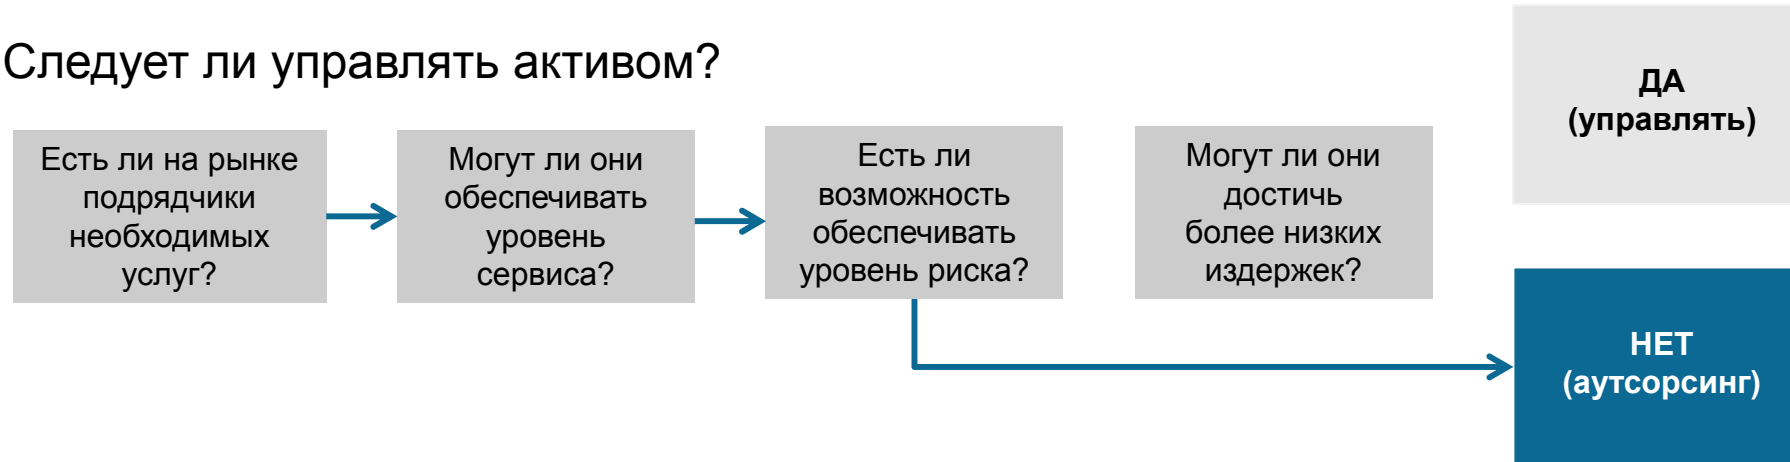 Следует ли управлять активом?
Есть ли на рынке
подрядчики
необходимых
услуг?
Могут ли они
обеспечивать
уровень
сервиса?
Есть ли
возможность
обеспечивать
уровень риска?
Могут ли они
достичь
более низких
издержек?
ДА
(управлять)
НЕТ
(аутсорсинг)